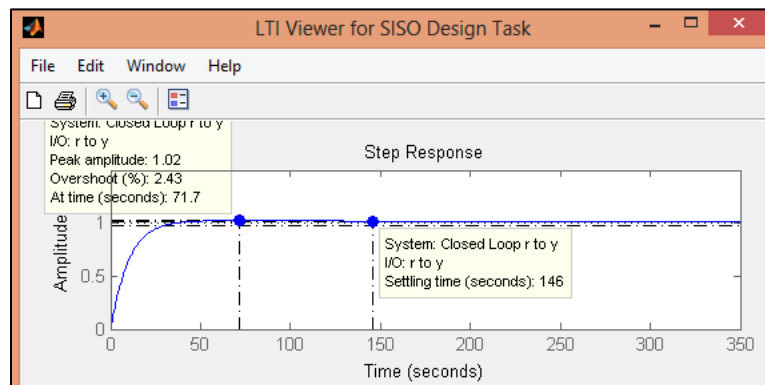 LTI Viewer for SISO Design Task
File Edit Window Help
System: Closed Loop r to y
I/O: r to y
Peak amplitude: 1.02
Overshoot (%): 2.43
At time (seconds): 71.7
Step Response
Amplitude
1
0.5
0
System: Closed Loop r to y
I/O: r to y
Settling time (seconds): 146
0 50 100 150 200 250 300 350
Time (seconds)